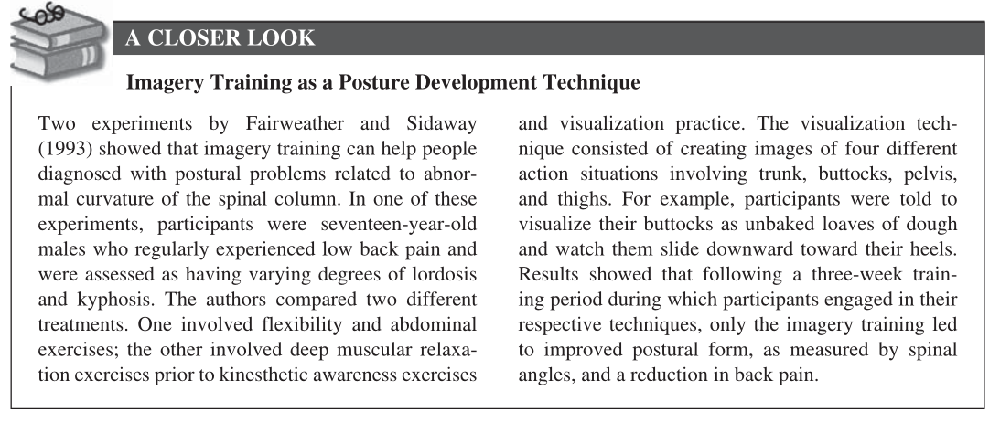 A CLOSER LOOK
Imagery Training as a Posture Development Technique
Two experiments by Fairweather and Sidaway
(1993) showed that imagery training can help people
diagnosed with postural problems related to abnor-
mal curvature of the spinal column. In one of these
experiments, participants were seventeen-year-old
males who regularly experienced low back pain and
were assessed as having varying degrees of lordosis
and kyphosis. The authors compared two different
treatments. One involved flexibility and abdominal
exercises; the other involved deep muscular relaxa-
tion exercises prior to kinesthetic awareness exercises
and visualization practice. The visualization tech-
nique consisted of creating images of four different
action situations involving trunk, buttocks, pelvis,
and thighs. For example, participants were told to
visualize their buttocks as unbaked loaves of dough
and watch them slide downward toward their heels.
Results showed that following a three-week train-
ing period during which participants engaged in their
respective techniques, only the imagery training led
to improved postural form, as measured by spinal
angles, and a reduction in back pain.